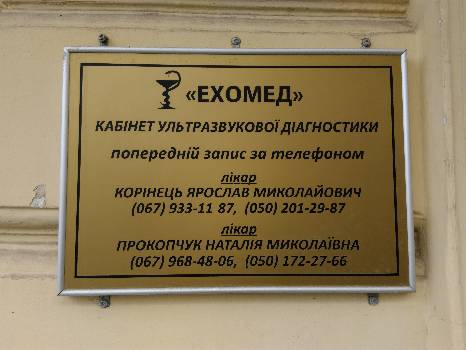 «ЕХОМЕД»
КАБІНЕТ УЛЬТРАЗВУКОВОЇ ДІАГНОСТИКИ
попередній запис за телефоном
лікар
КОРІНЕЦЬ ЯРОСЛАВ МИКОЛАЙОВИЧ
(067) 933-11 87, (050) 201-29-87
лікар
ПРОКОПЧУК НАТАЛІЯ МИКОЛАЇВНА
(067) 968-48-06, (050) 172-27-66